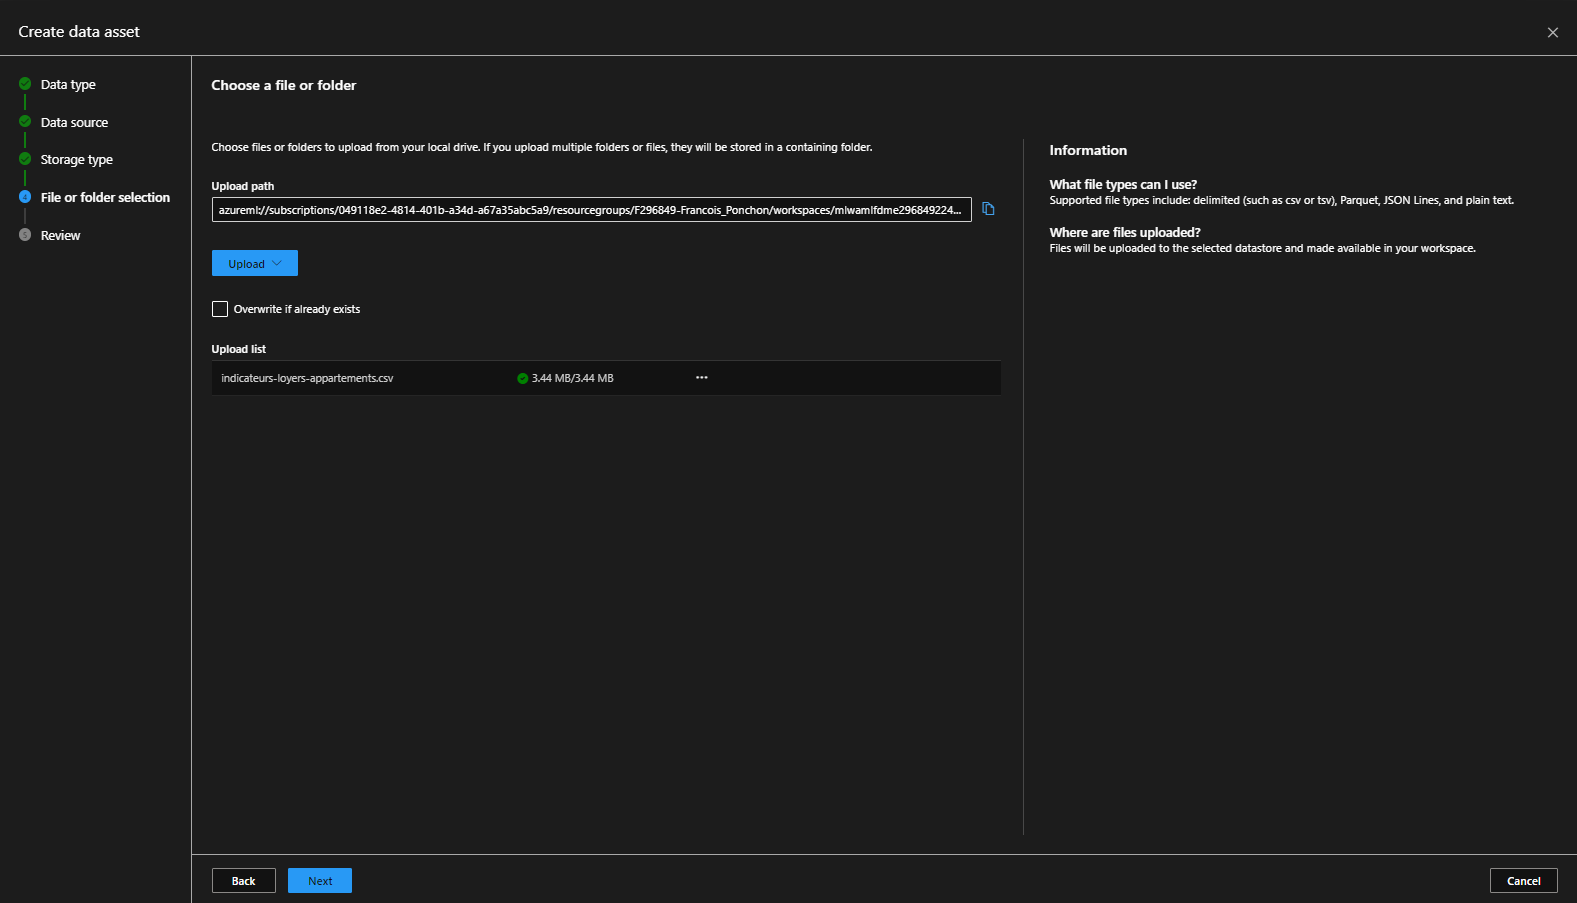 Create data asset
Data type
Data source
Storage type
4
File or folder selection
5
Review
Choose a file or folder
Choose files or folders to upload from your local drive. If you upload multiple folders or files, they will be stored in a containing folder.
Upload path
azureml://subscriptions/049118e2-4814-401b-a34d-a67a35abc5a9/resourcegroups/F296849-Francois_Ponchon/workspaces/mlwamlfdme296849224...
Upload
Overwrite if already exists
Upload list
indicateurs-loyers-appartements.csv
3.44 MB/3.44 MB
Information
What file types can I use?
Supported file types include: delimited (such as csv or tsv), Parquet, JSON Lines, and plain text.
Where are files uploaded?
Files will be uploaded to the selected datastore and made available in your workspace.
Back
Next
Cancel